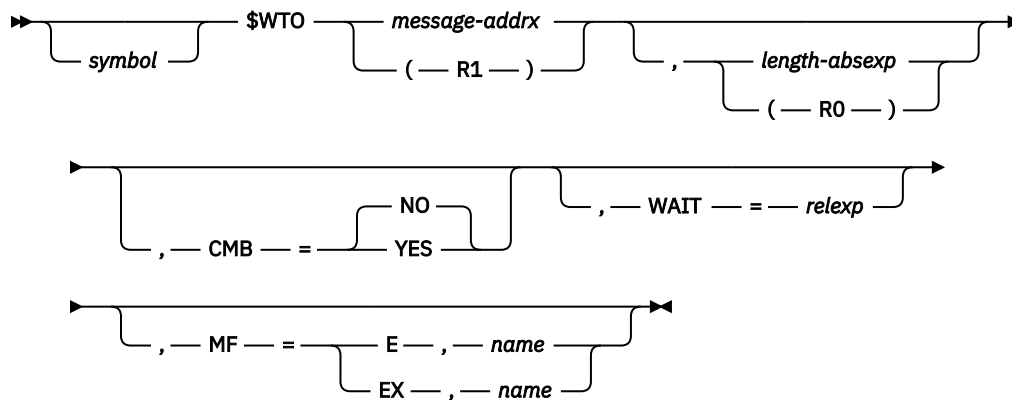 $WTO message-addrx
symbol ( R1 ) , length-absexp
( R0 )
NO
, WAIT = relexp
, CMB = YES
, MF = E , name
EX , name